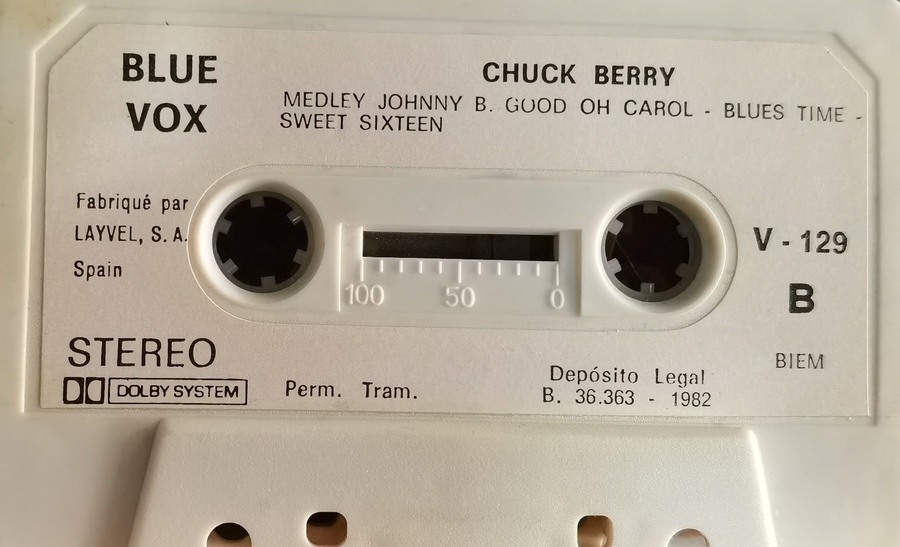 BLUE
VOX
CHUCK BERRY
MEDLEY JOHNNY B. GOOD OH CAROL - BLUES TIME -
SWEET SIXTEEN
Fabriqué par
LAYVEL, S. A.
Spain
100 50 0
V - 129
B
STEREO
DOLBY SYSTEM
Perm. Tram.
Depósito Legal
B. 36.363 - 1982
BIEM